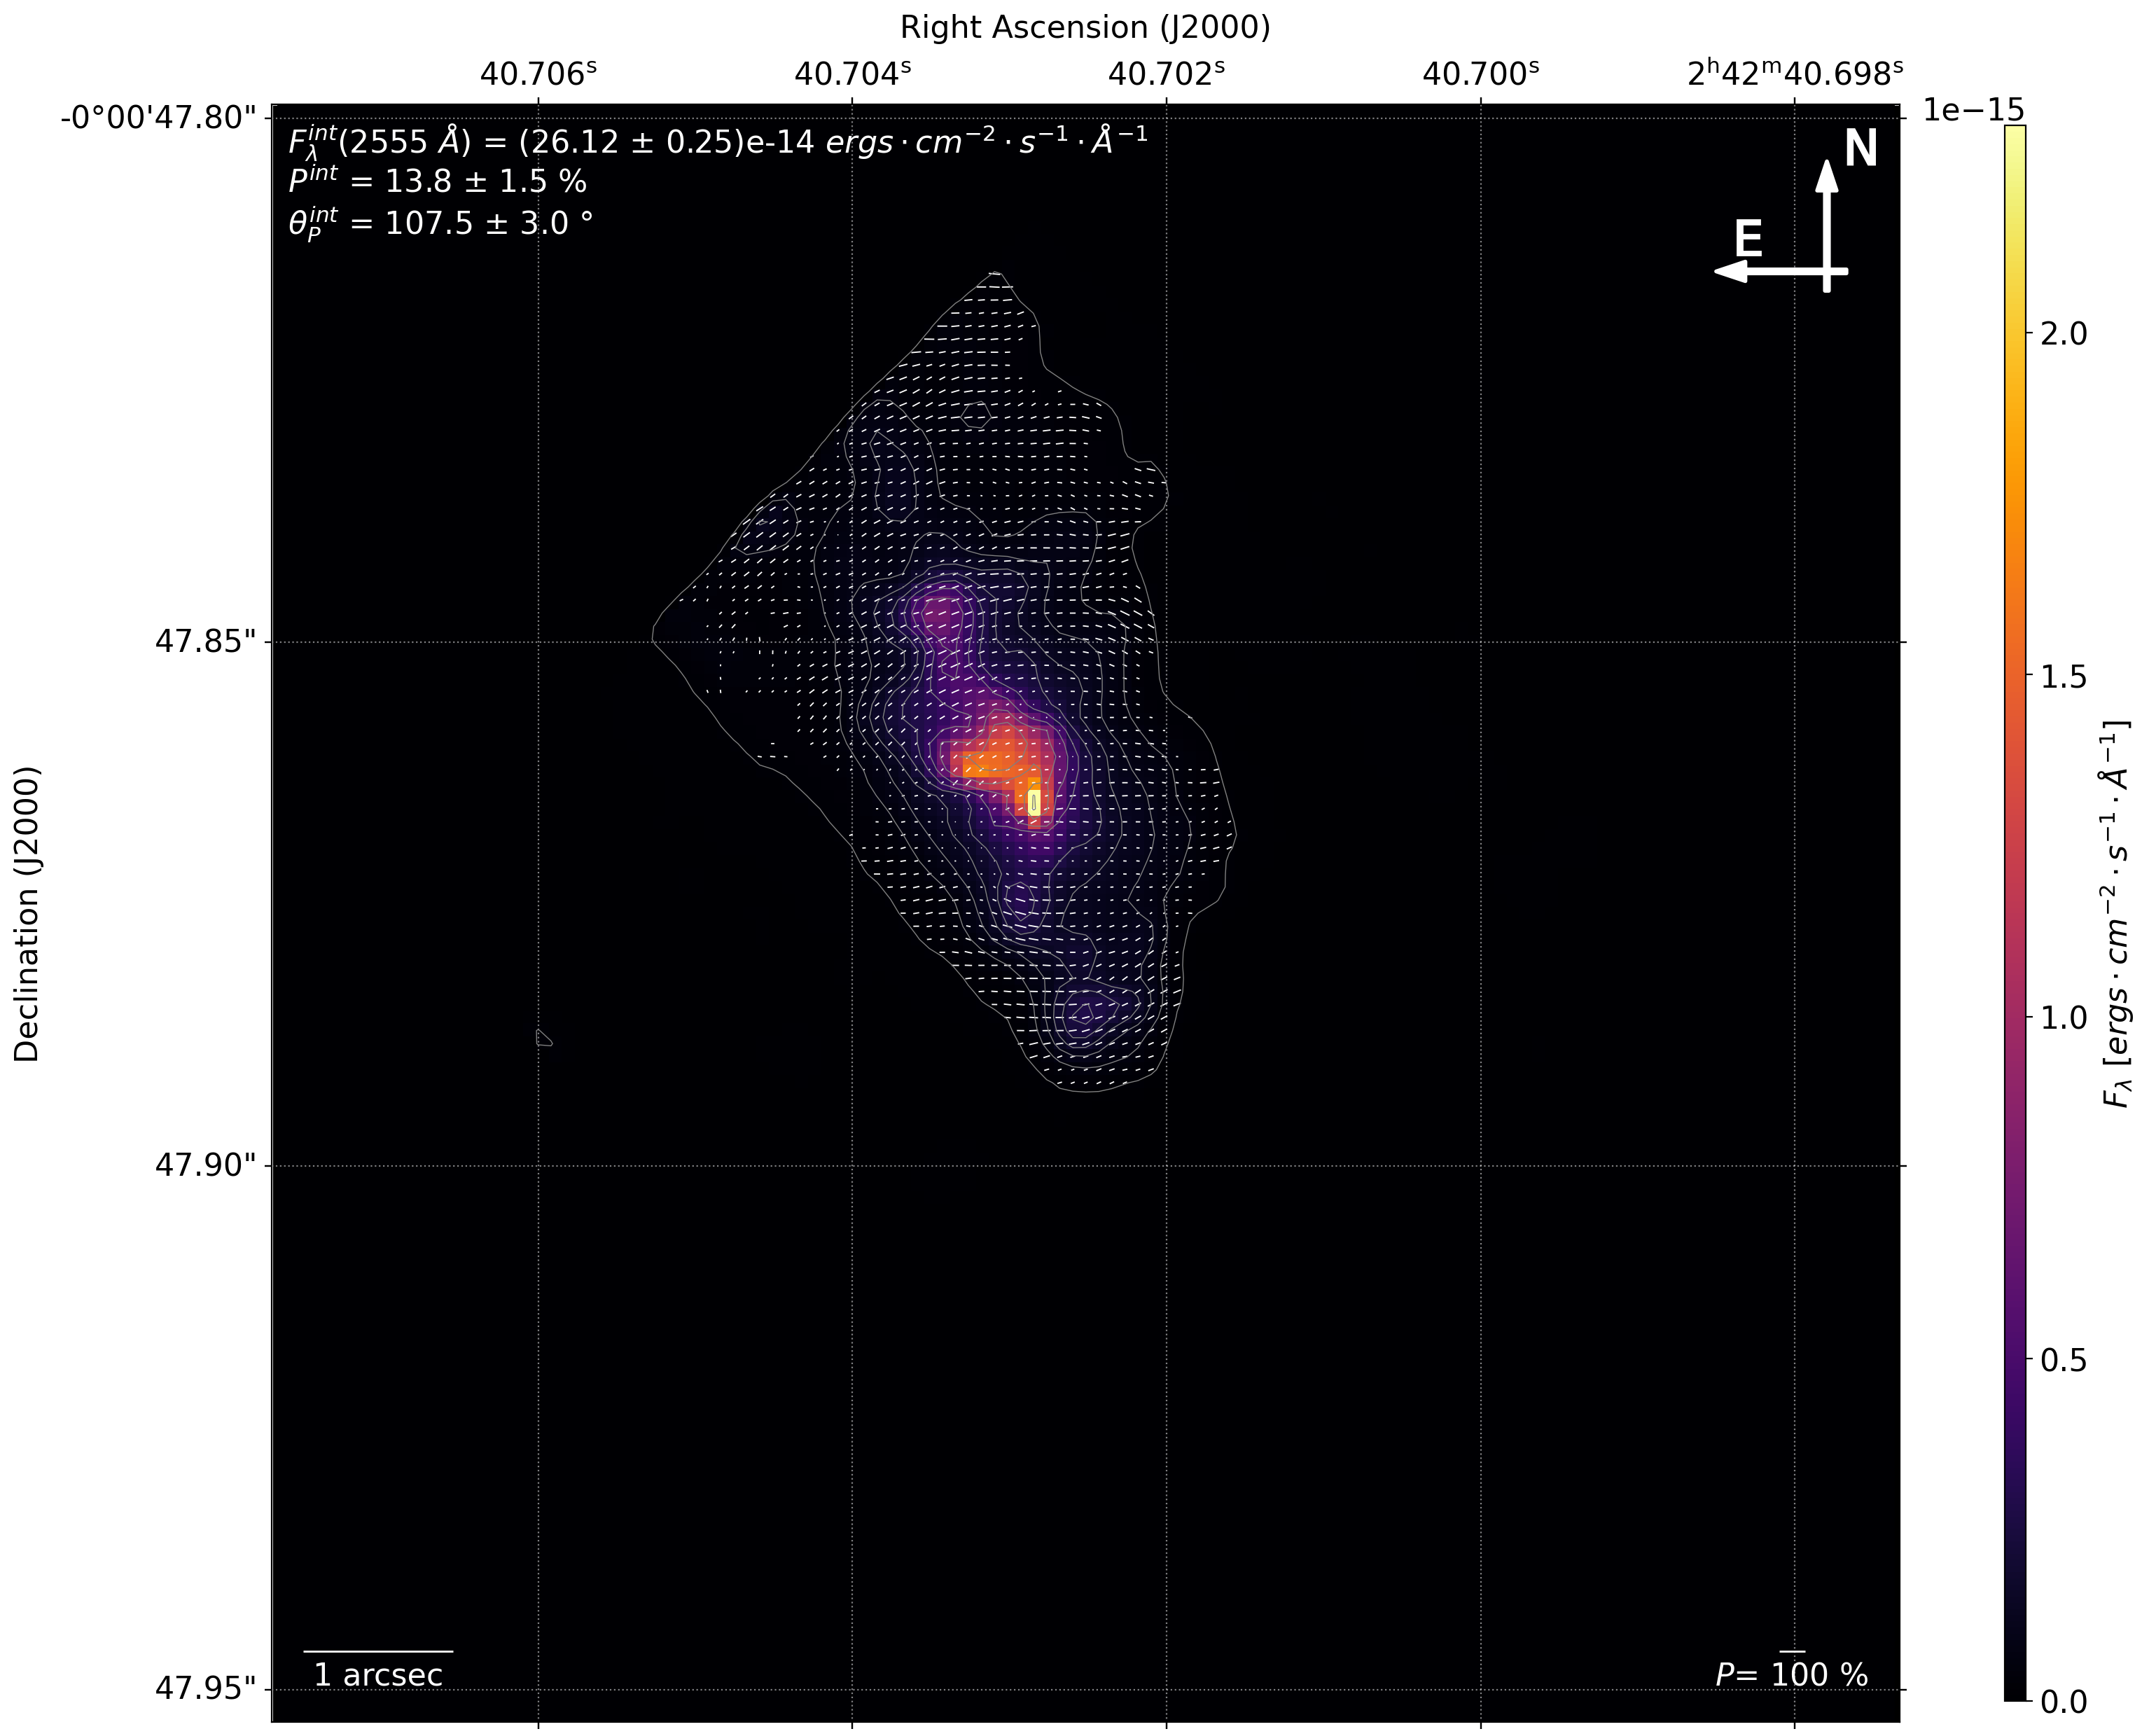 Right Ascension (J2000)
40.706ˢ 40.704ˢ 40.702ˢ 40.700ˢ 2ʰ42ᵐ40.698ˢ
-0°00'47.80"
47.85"
47.90"
47.95"
Declination (J2000)
F_λ^int(2555 Å) = (26.12 ± 0.25)e-14 ergs · cm⁻² · s⁻¹ · Å⁻¹
P^int = 13.8 ± 1.5 %
θ_P^int = 107.5 ± 3.0 °
N
E
1 arcsec
P= 100 %
1e−15
2.0
1.5
1.0
0.5
0.0
F_λ [ergs · cm⁻² · s⁻¹ · Å⁻¹]